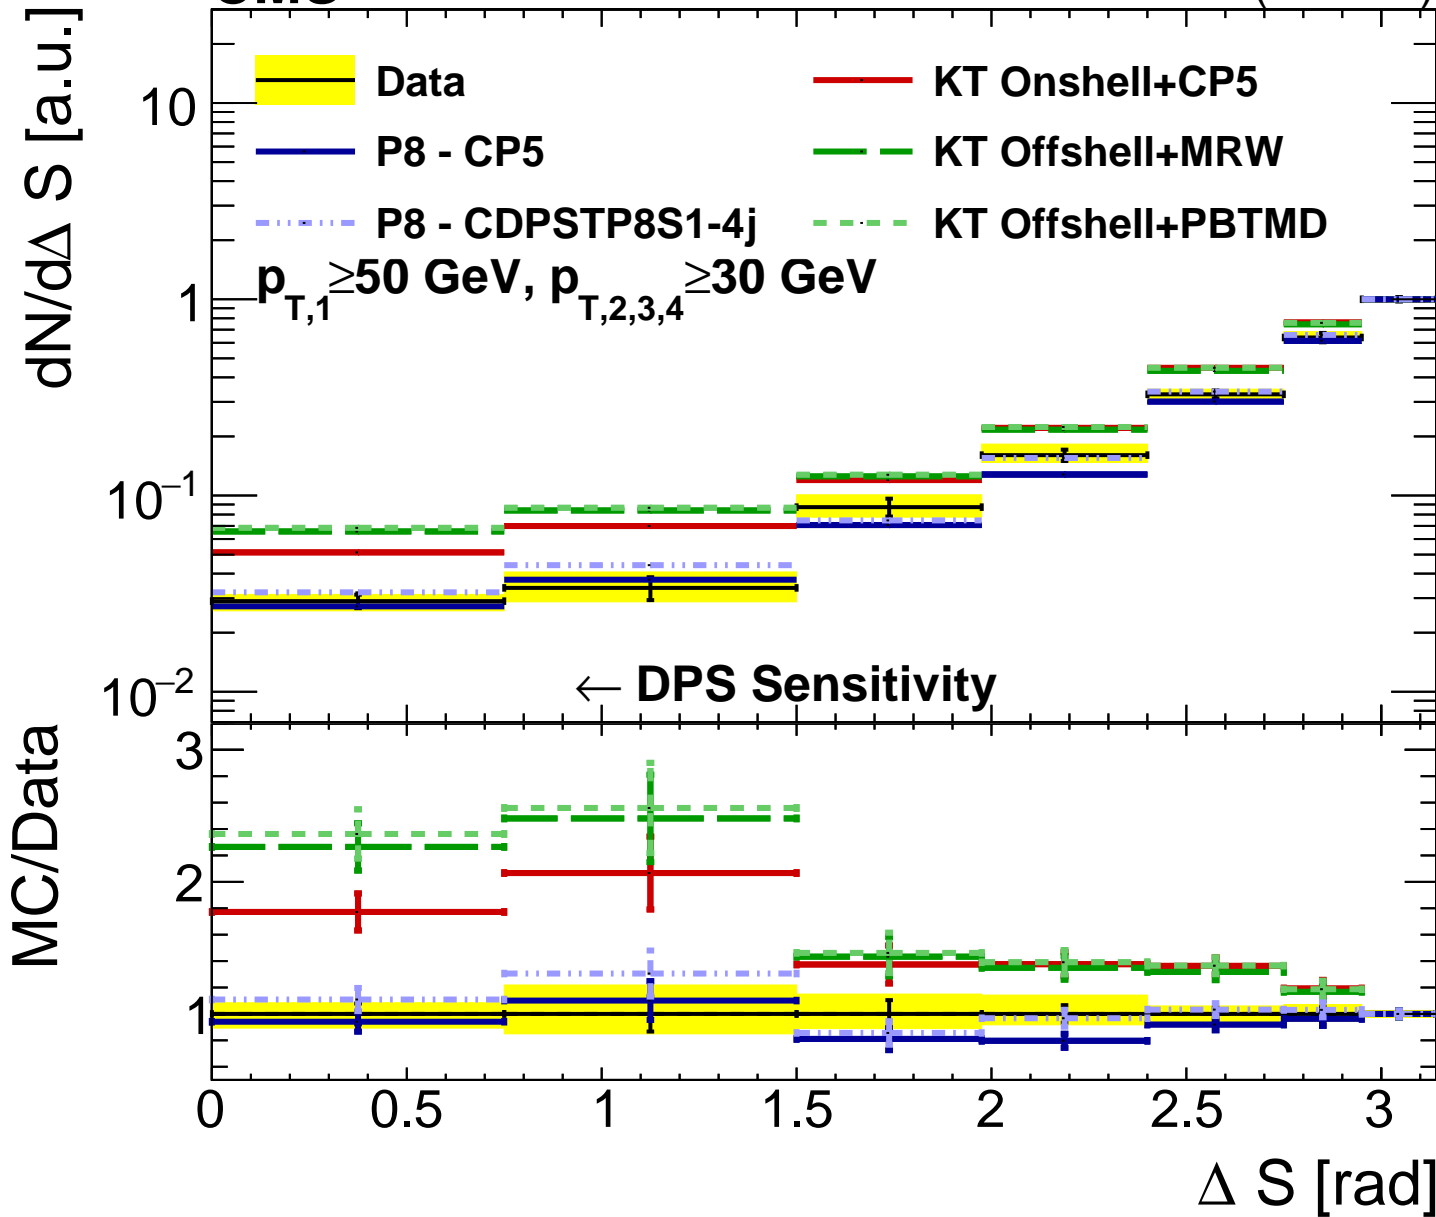 dN/dΔ S [a.u.]
10
1
10−1
10−2
Data
P8 - CP5
P8 - CDPSTP8S1-4j
KT Onshell+CP5
KT Offshell+MRW
KT Offshell+PBTMD
pT,1≥50 GeV, pT,2,3,4≥30 GeV
← DPS Sensitivity
MC/Data
3
2
1
0 0.5 1 1.5 2 2.5 3
Δ S [rad]